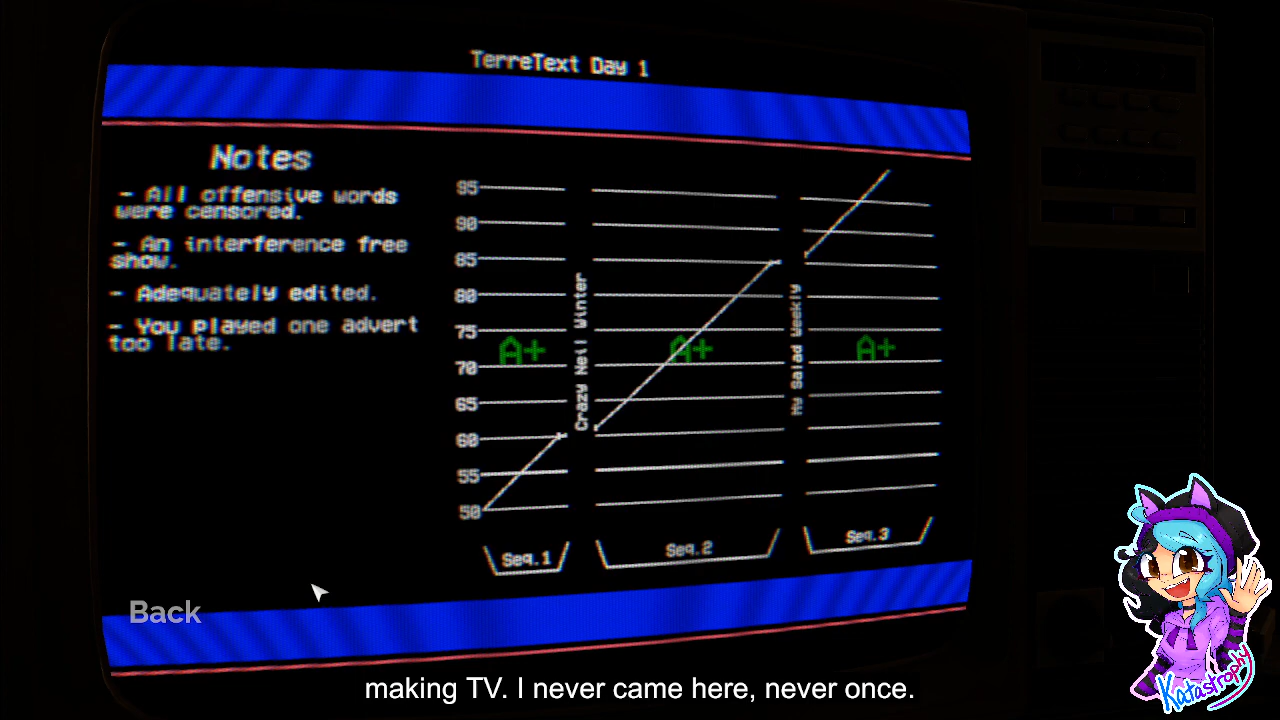 TerreText Day 1
Notes
- All offensive words
were censored.
- An interference free
show.
- Adequately edited.
- You played one advert
too late.
95
90
85
80
75
70
65
60
55
50
A+
Crazy Neil Winter
A+
My Salad Weekly
A+
Seq.1
Seq.2
Seq.3
Back
making TV. I never came here, never once.
Katastrophy